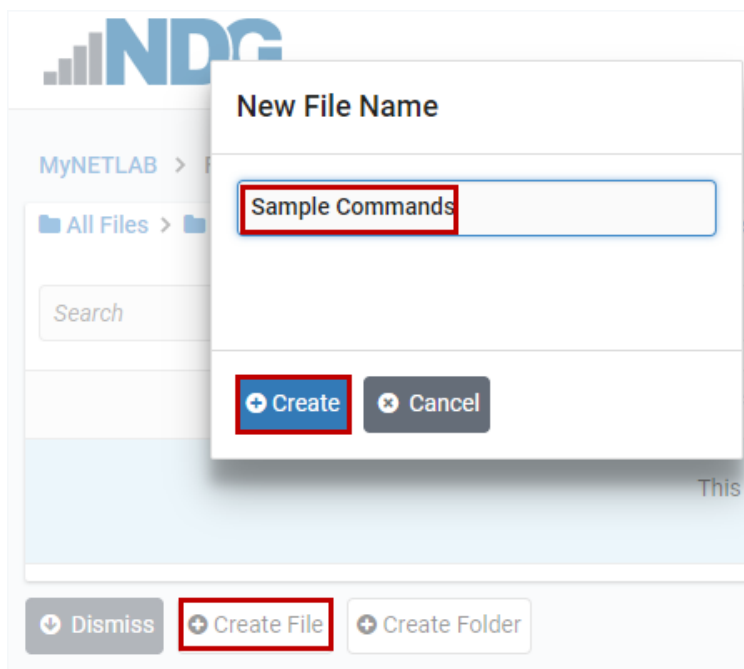 NDG
New File Name
MyNETLAB > F
Sample Commands
All Files >
Search
Create Cancel
This
Dismiss Create File Create Folder